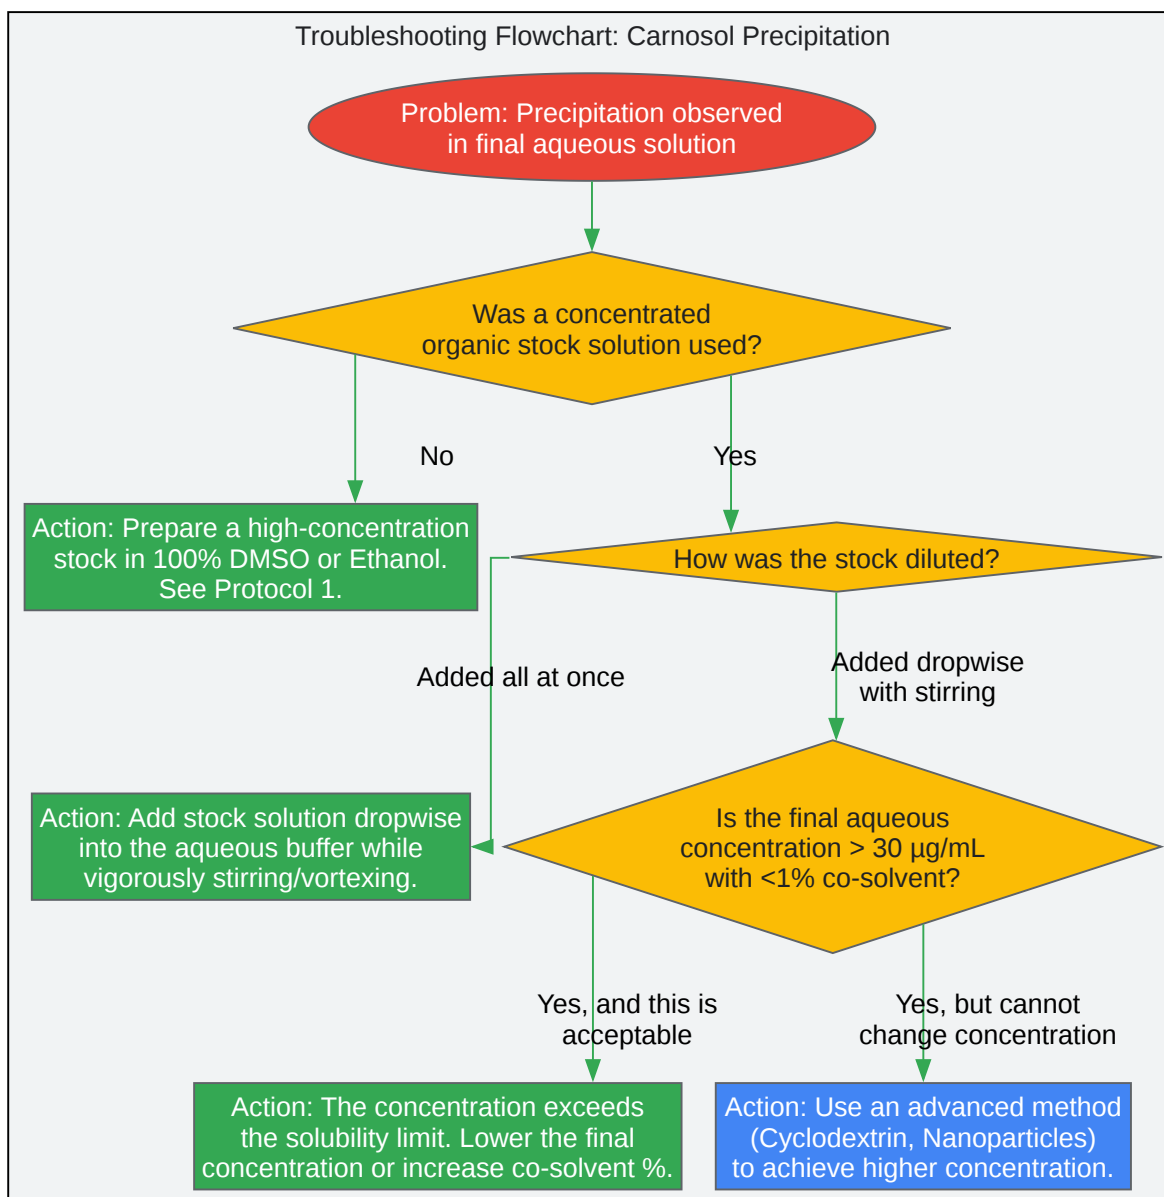 Troubleshooting Flowchart: Carnosol Precipitation
Problem: Precipitation observed
in final aqueous solution
Was a concentrated
organic stock solution used?
No
Yes
Action: Prepare a high-concentration
stock in 100% DMSO or Ethanol.
See Protocol 1.
How was the stock diluted?
Added all at once
Added dropwise
with stirring
Action: Add stock solution dropwise
into the aqueous buffer while
vigorously stirring/vortexing.
Is the final aqueous
concentration > 30 µg/mL
with <1% co-solvent?
Yes, and this is
acceptable
Yes, but cannot
change concentration
Action: The concentration exceeds
the solubility limit. Lower the final
concentration or increase co-solvent %.
Action: Use an advanced method
(Cyclodextrin, Nanoparticles)
to achieve higher concentration.